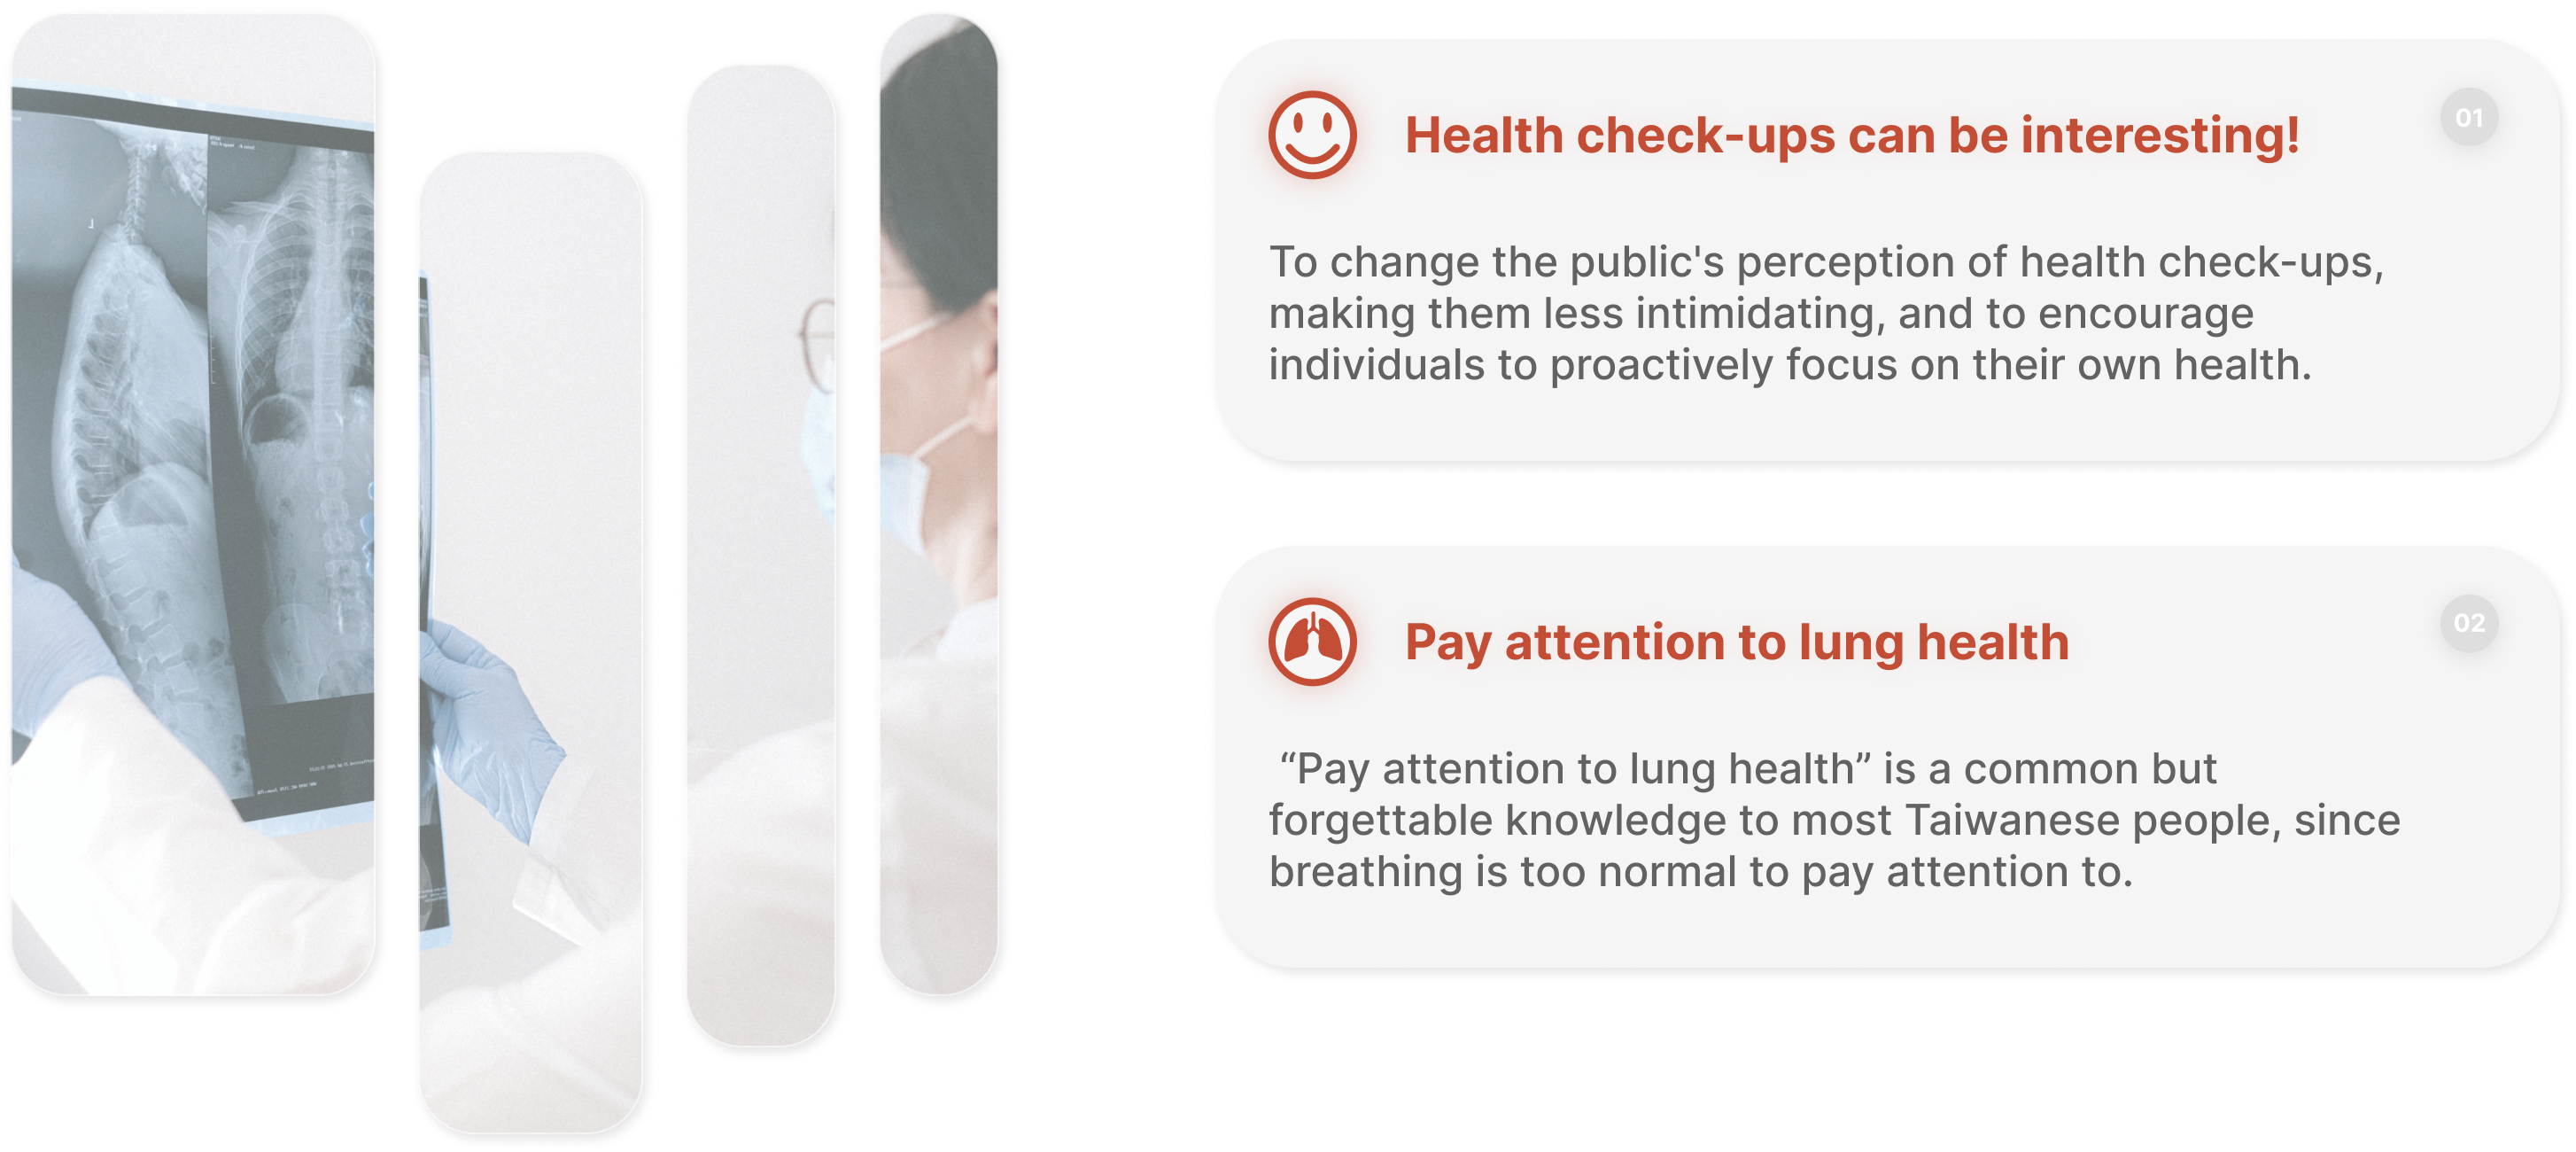 Health check-ups can be interesting!
01
To change the public's perception of health check-ups,
making them less intimidating, and to encourage
individuals to proactively focus on their own health.
Pay attention to lung health
02
“Pay attention to lung health” is a common but
forgettable knowledge to most Taiwanese people, since
breathing is too normal to pay attention to.